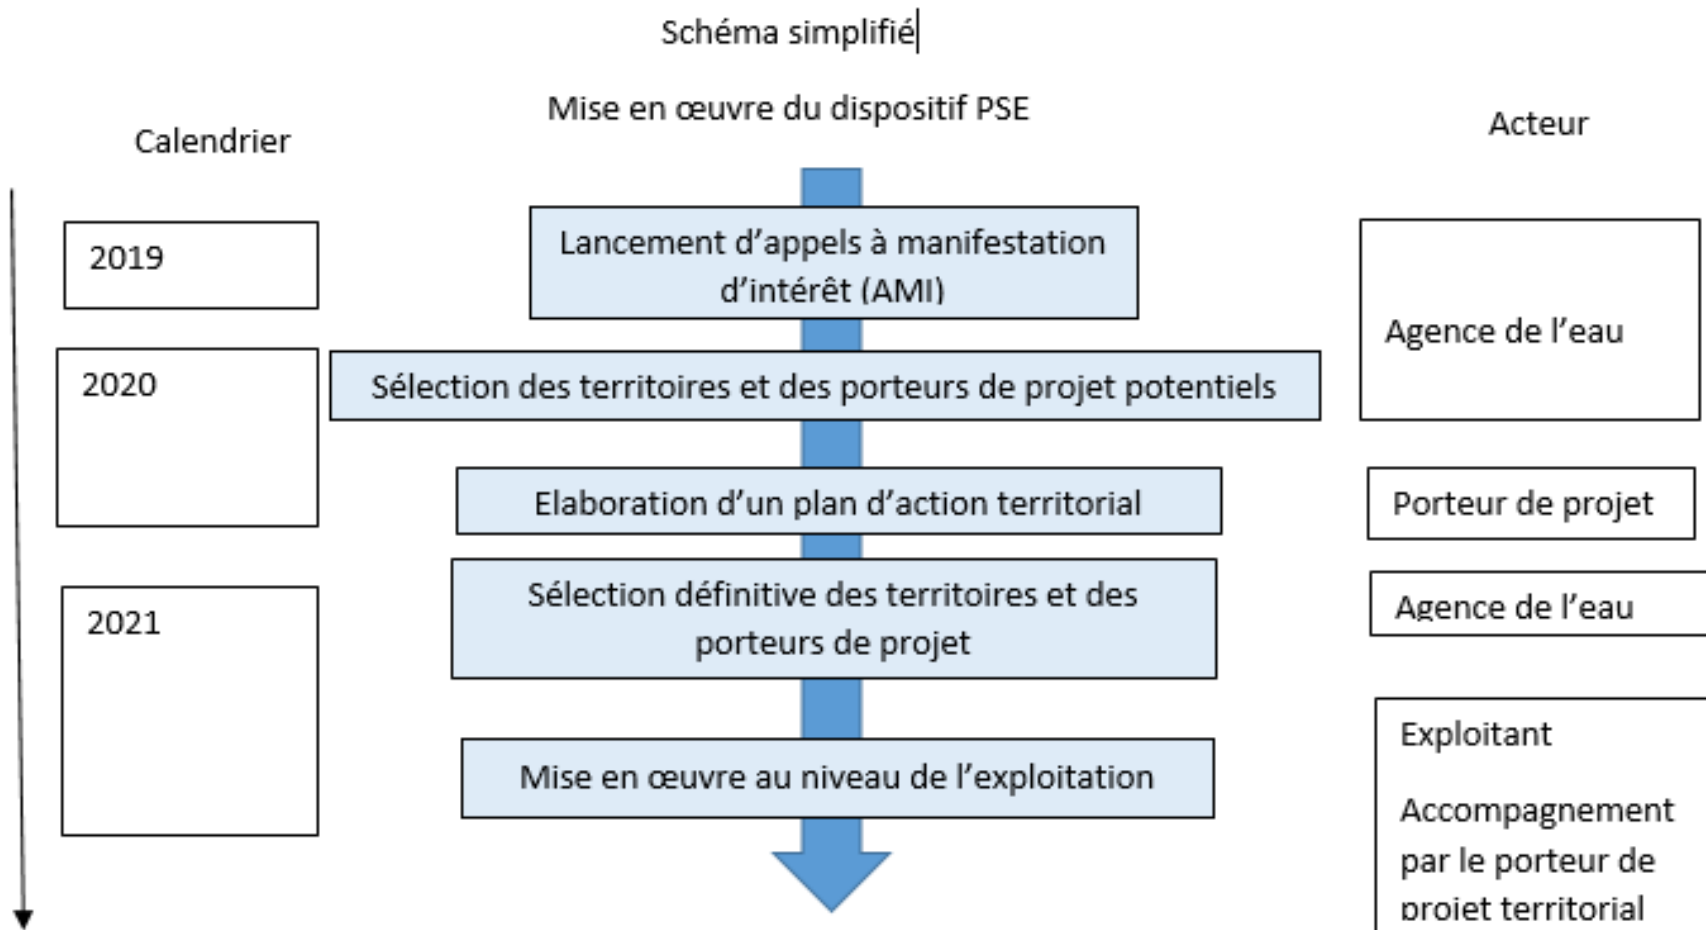 Schéma simplifié
Mise en œuvre du dispositif PSE
Calendrier
Acteur
2019
Lancement d'appels à manifestation
d'intérêt (AMI)
Agence de l'eau
2020
Sélection des territoires et des porteurs de projet potentiels
Elaboration d'un plan d'action territorial
Porteur de projet
2021
Sélection définitive des territoires et des
porteurs de projet
Agence de l'eau
Mise en œuvre au niveau de l'exploitation
Exploitant
Accompagnement
par le porteur de
projet territorial